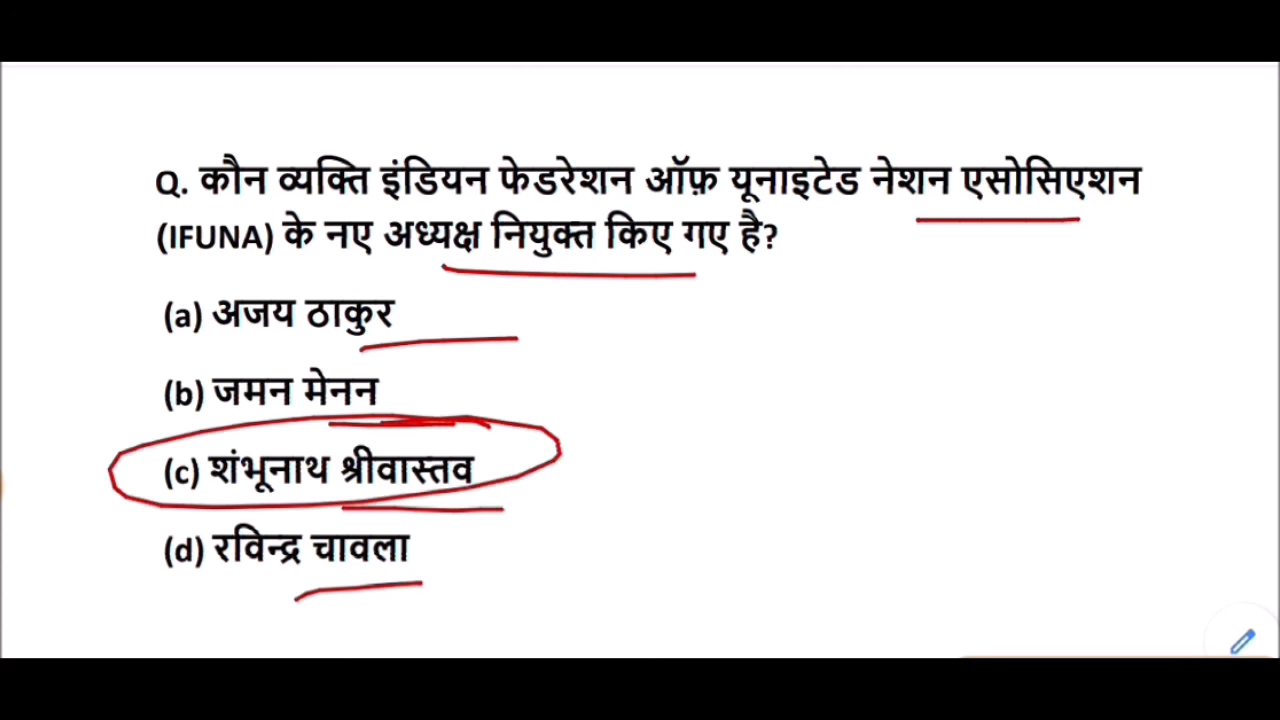 Q. कौन व्यक्ति इंडियन फेडरेशन ऑफ़ यूनाइटेड नेशन एसोसिएशन
(IFUNA) के नए अध्यक्ष नियुक्त किए गए है?
(a) अजय ठाकुर
(b) जमन मेनन
(c) शंभूनाथ श्रीवास्तव
(d) रविन्द्र चावला